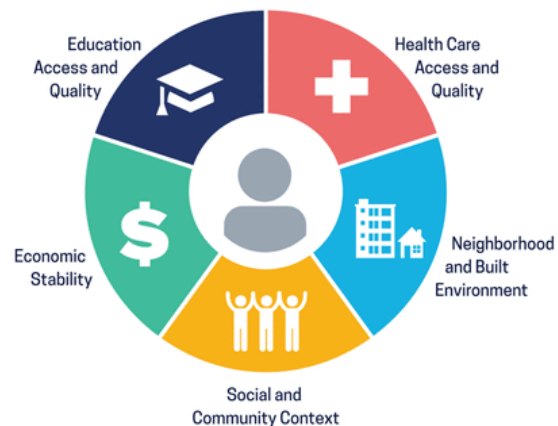 Education
Access and
Quality
Health Care
Access and
Quality
$
Economic
Stability
Neighborhood
and Built
Environment
Social and
Community Context